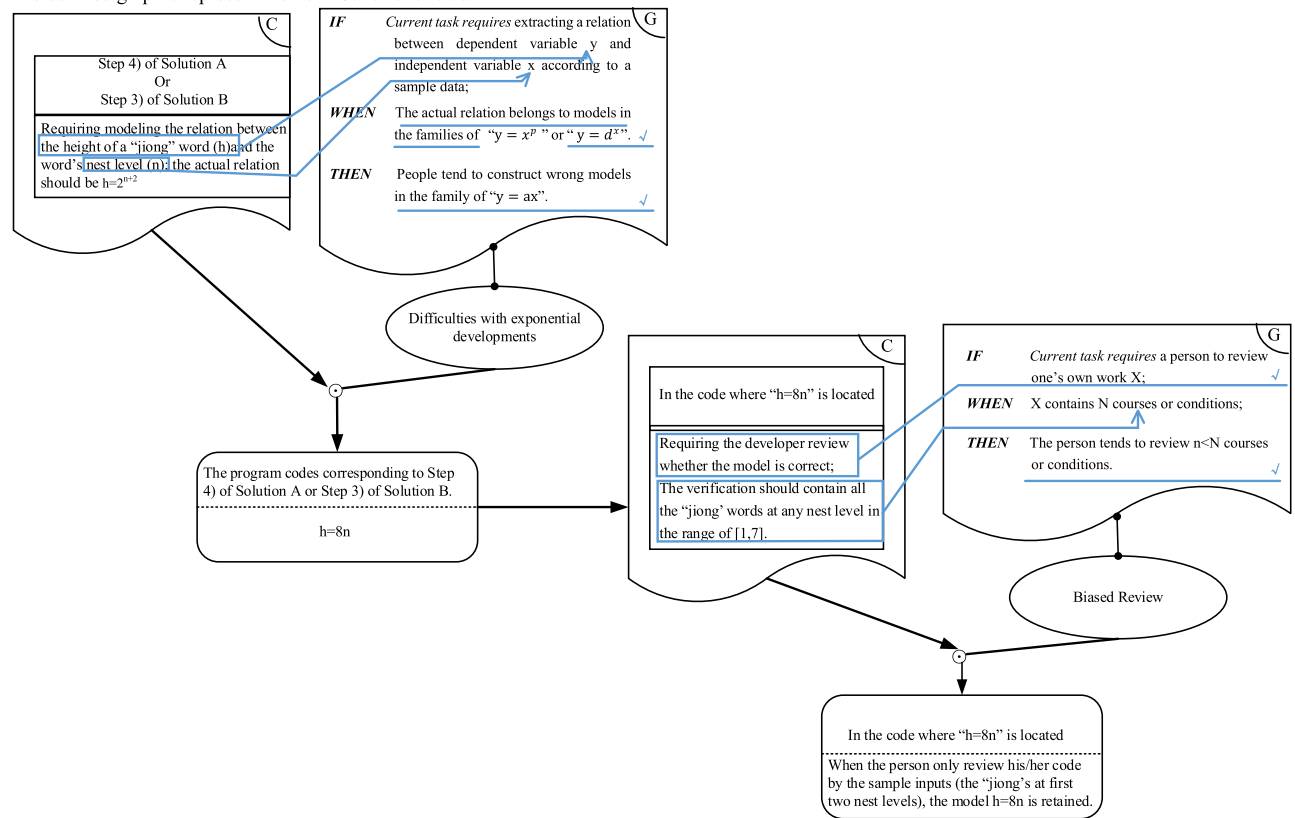 C
Step 4) of Solution A
Or
Step 3) of Solution B
Requiring modeling the relation between
the height of a “jiong” word (h)and the
word’s nest level (n); the actual relation
should be h=2ⁿ⁺²
G
IF Current task requires extracting a relation
between dependent variable y and
independent variable x according to a
sample data;
WHEN The actual relation belongs to models in
the families of “y = xᵖ ” or “ y = dˣ”. √
THEN People tend to construct wrong models
in the family of “y = ax”. √
Difficulties with exponential
developments
The program codes corresponding to Step
4) of Solution A or Step 3) of Solution B.
h=8n
C
In the code where “h=8n” is located
Requiring the developer review
whether the model is correct;
The verification should contain all
the “jiong’ words at any nest level in
the range of [1,7].
G
IF Current task requires a person to review
one’s own work X; √
WHEN X contains N courses or conditions;
THEN The person tends to review n<N courses
or conditions. √
Biased Review
In the code where “h=8n” is located
When the person only review his/her code
by the sample inputs (the “jiong’s at first
two nest levels), the model h=8n is retained.